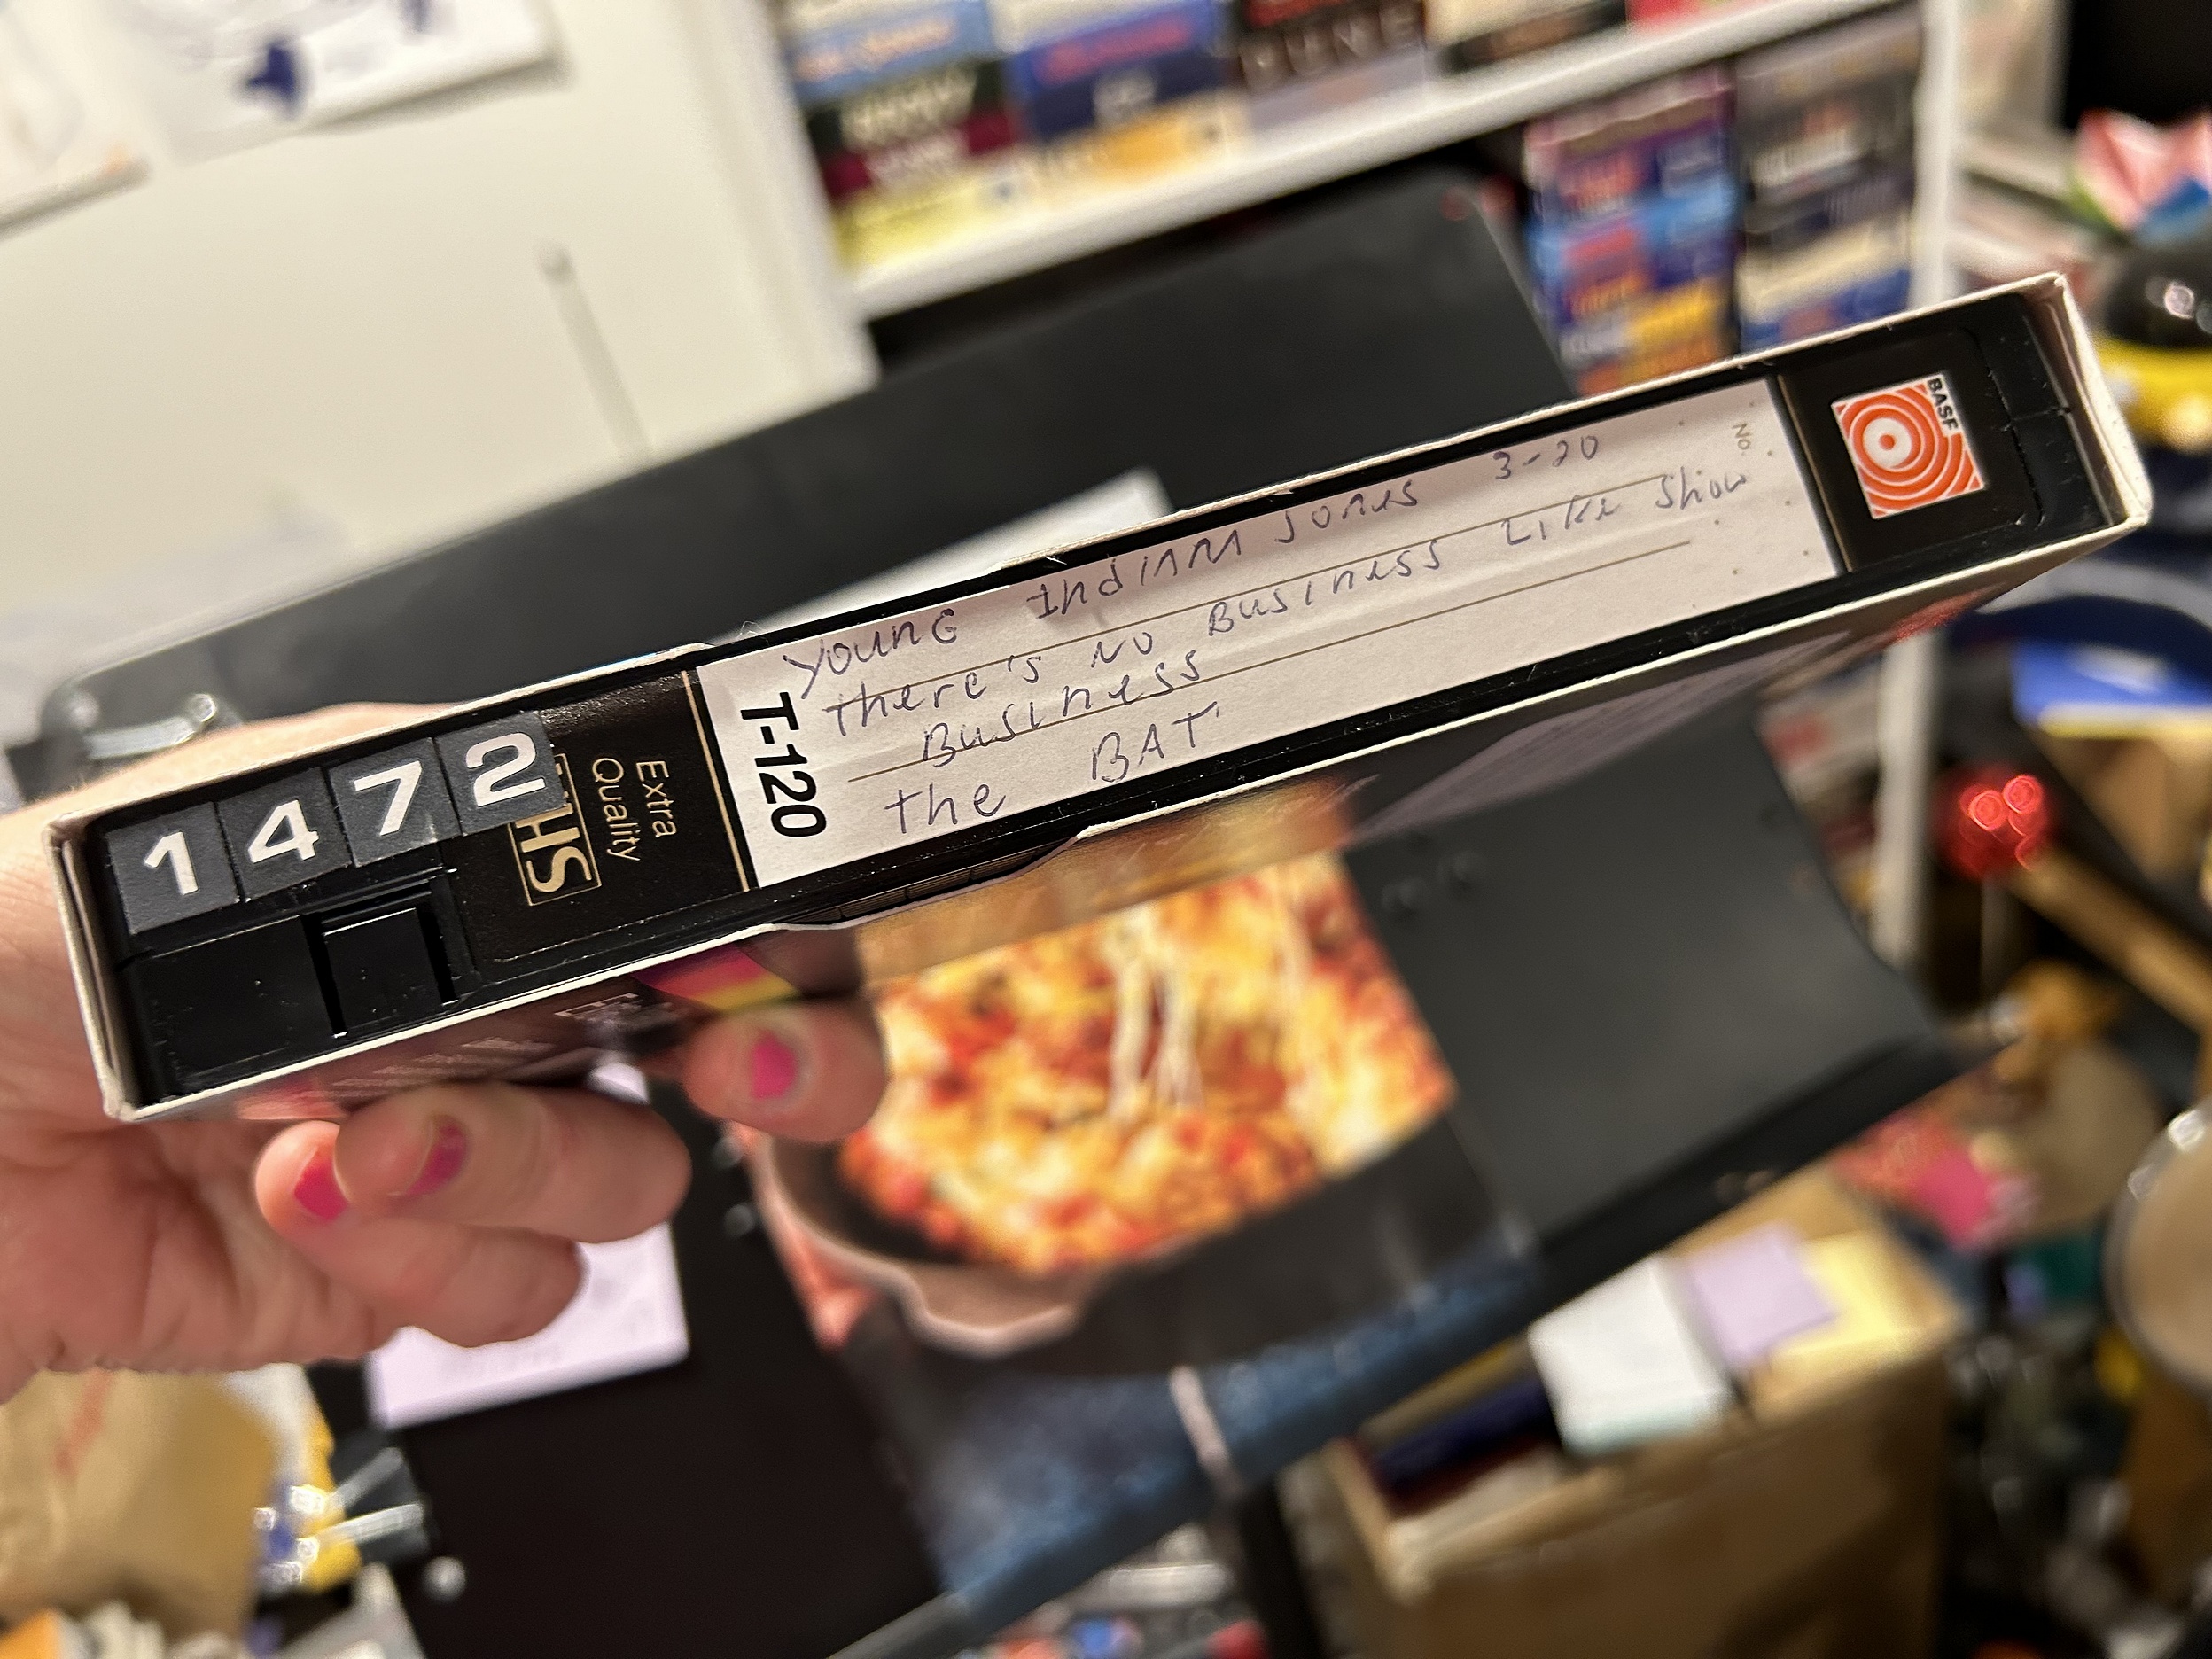 1472
VHS
Extra
Quality
T-120
Young Indiana Jones 3-20
there's No Business Like Show
Business
the BAT
No.
BASF
DUNE